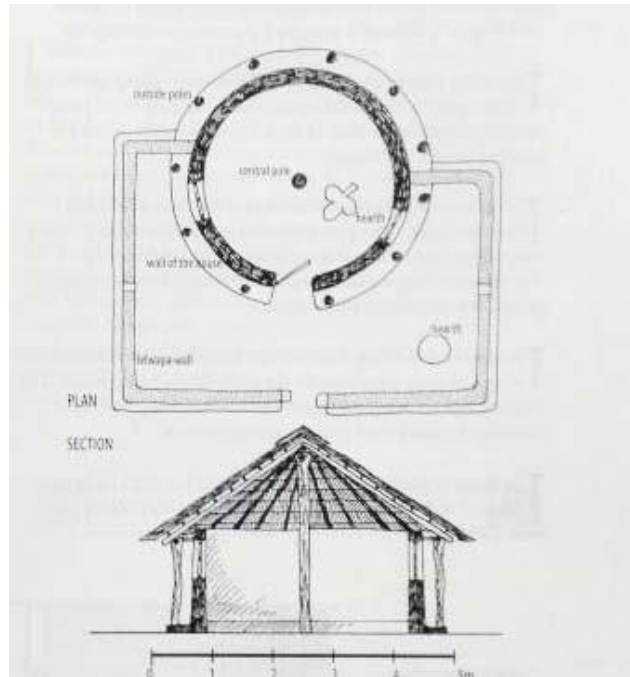 outside poles
central pole
hearth
wall of the house
hearth
lelwapa wall
PLAN
SECTION
0 1 2 3 4 5m